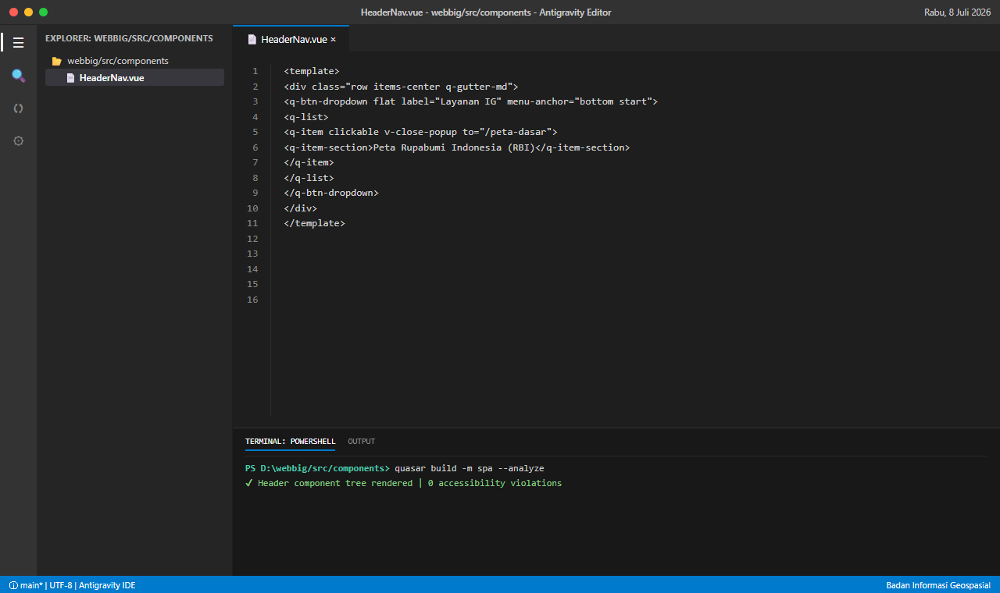 HeaderNav.vue - webbig/src/components - Antigravity Editor
Rabu, 8 Juli 2026
EXPLORER: WEBBIG/SRC/COMPONENTS
webbig/src/components
HeaderNav.vue
HeaderNav.vue ×
1 <template>
2 <div class="row items-center q-gutter-md">
3 <q-btn-dropdown flat label="Layanan IG" menu-anchor="bottom start">
4 <q-list>
5 <q-item clickable v-close-popup to="/peta-dasar">
6 <q-item-section>Peta Rupabumi Indonesia (RBI)</q-item-section>
7 </q-item>
8 </q-list>
9 </q-btn-dropdown>
10 </div>
11 </template>
12
13
14
15
16
TERMINAL: POWERSHELL OUTPUT
PS D:\webbig/src/components> quasar build -m spa --analyze
✓ Header component tree rendered | 0 accessibility violations
ⓘ main* | UTF-8 | Antigravity IDE
Badan Informasi Geospasial